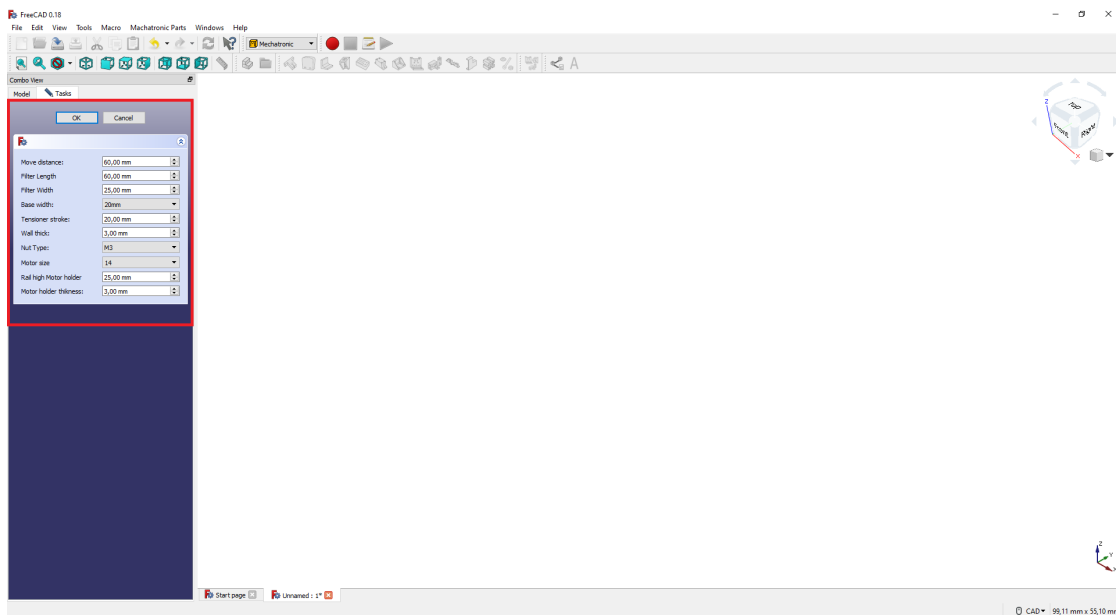 FreeCAD 0.18
File Edit View Tools Macro Machatronic Parts Windows Help
Mechatronic
Combo View
Model Tasks
OK Cancel
Move distance: 60,00 mm
Filter Length 60,00 mm
Filter Width 25,00 mm
Base width: 20mm
Tensioner stroke: 20,00 mm
Wall thick: 3,00 mm
Nut Type: M3
Motor size 14
Rail high Motor holder 25,00 mm
Motor holder thikness: 3,00 mm
Z
TOP
FRONT
RIGHT
X
Z
Y
X
Start page Unnamed : 1*
CAD 99,11 mm x 55,10 mm